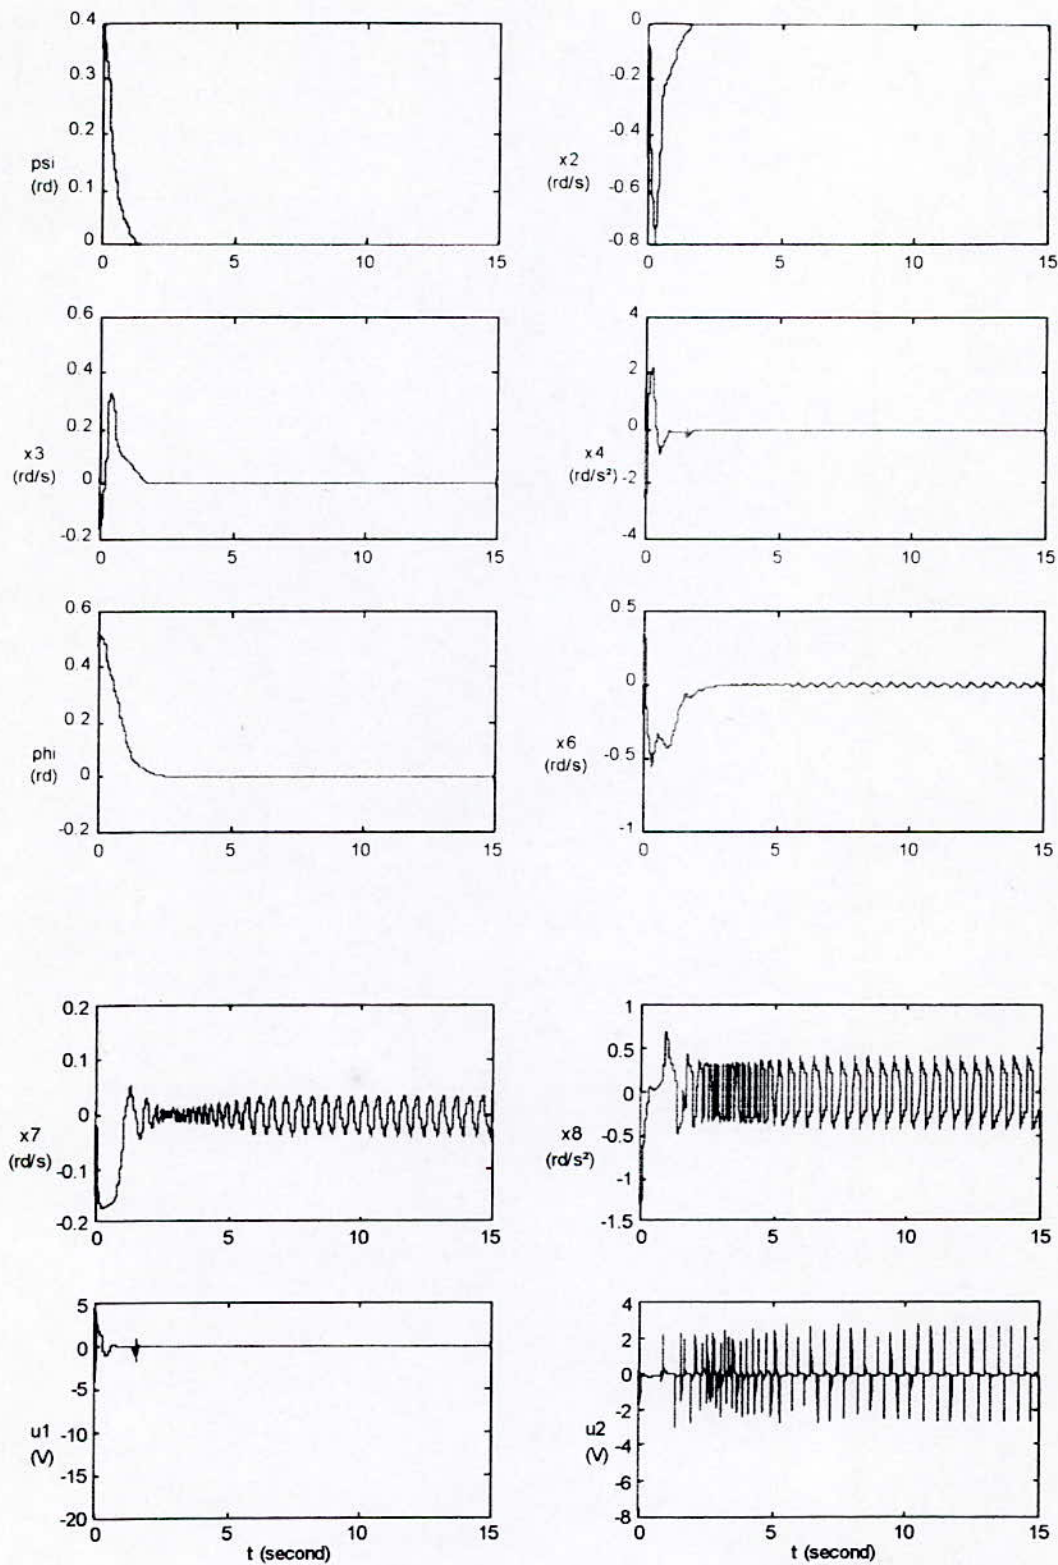 0.4
0.3
0.2
psi
(rd)
0.1
0
0 5 10 15
0
-0.2
-0.4
x2
(rd/s)
-0.6
-0.8
0 5 10 15
0.6
0.4
0.2
x3
(rd/s)
0
-0.2
0 5 10 15
4
2
0
x4
(rd/s²)
-2
-4
0 5 10 15
0.6
0.4
0.2
phi
(rd)
0
-0.2
0 5 10 15
0.5
0
x6
(rd/s)
-0.5
-1
0 5 10 15
0.2
0.1
0
x7
(rd/s)
-0.1
-0.2
0 5 10 15
1
0.5
0
x8
(rd/s²)
-0.5
-1
-1.5
0 5 10 15
5
0
-5
u1
(V)
-10
-15
-20
0 5 10 15
t (second)
4
2
0
-2
u2
(V)
-4
-6
-8
0 5 10 15
t (second)